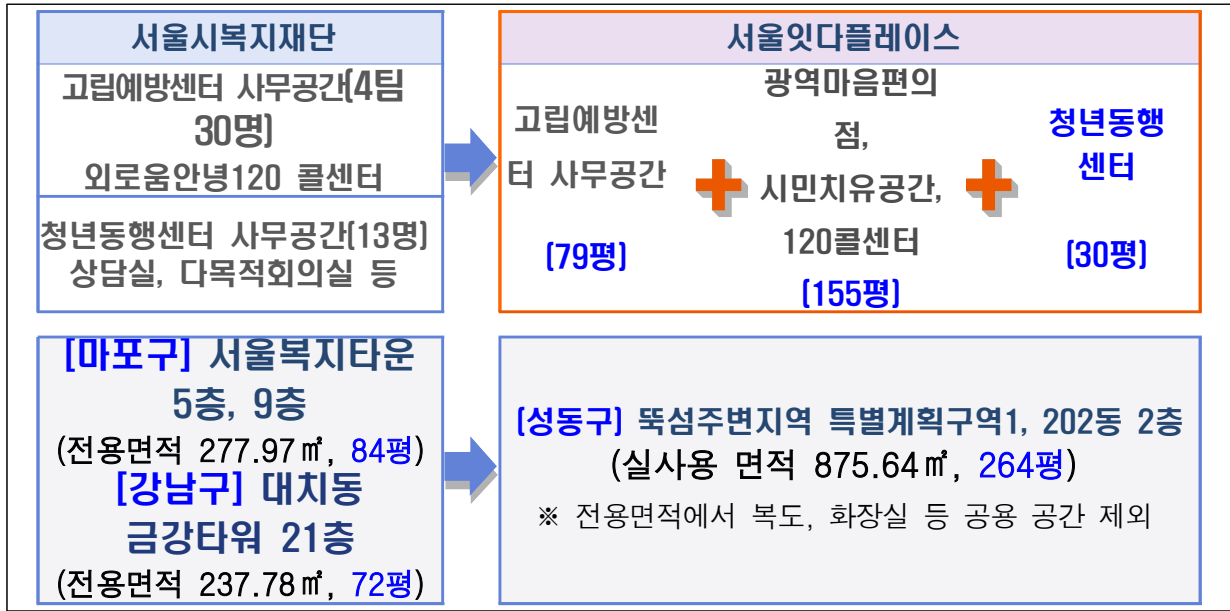 서울시복지재단
고립예방센터 사무공간(4팀
30명)
외로움안녕120 콜센터
청년동행센터 사무공간(13명)
상담실, 다목적회의실 등
서울잇다플레이스
고립예방센
터 사무공간
(79평)
광역마음편의
점,
시민치유공간,
120콜센터
(155평)
청년동행
센터
(30평)
[마포구] 서울복지타운
5층, 9층
(전용면적 277.97㎡, 84평)
[강남구] 대치동
금강타워 21층
(전용면적 237.78㎡, 72평)
(성동구) 뚝섬주변지역 특별계획구역1, 202동 2층
(실사용 면적 875.64㎡, 264평)
※ 전용면적에서 복도, 화장실 등 공용 공간 제외